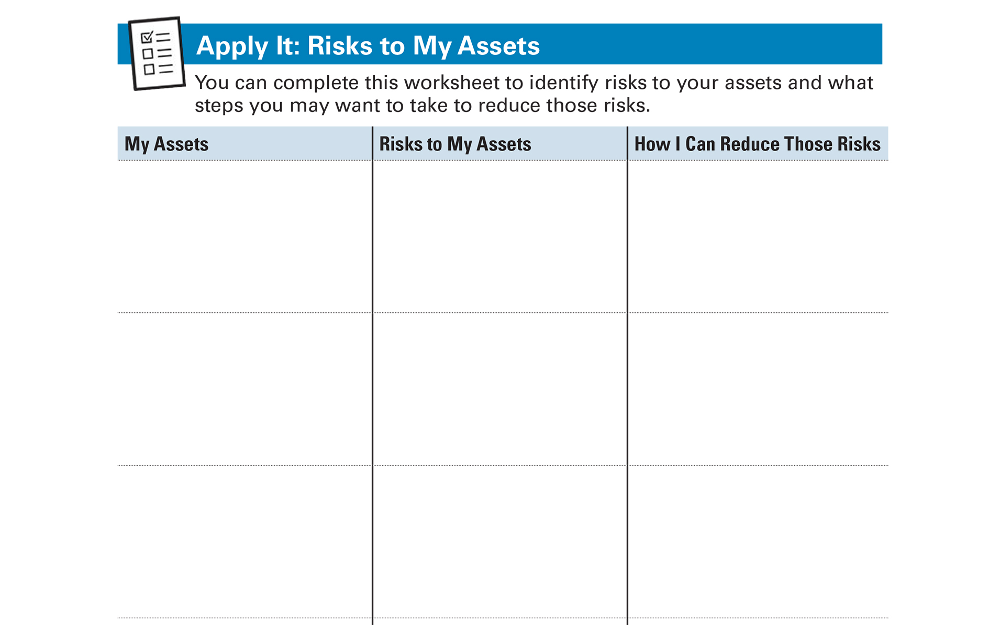 Apply It: Risks to My Assets
You can complete this worksheet to identify risks to your assets and what
steps you may want to take to reduce those risks.
My Assets
Risks to My Assets
How I Can Reduce Those Risks